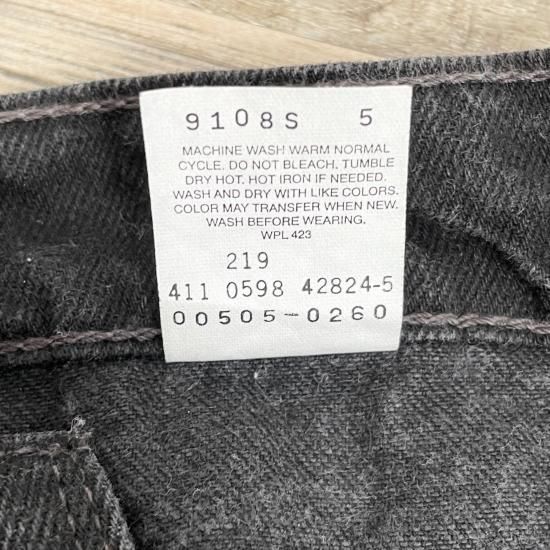 9108S 5
MACHINE WASH WARM NORMAL
CYCLE. DO NOT BLEACH. TUMBLE
DRY HOT. HOT IRON IF NEEDED.
WASH AND DRY WITH LIKE COLORS.
COLOR MAY TRANSFER WHEN NEW.
WASH BEFORE WEARING.
WPL 423
219
411 0598 42824-5
00505-0260